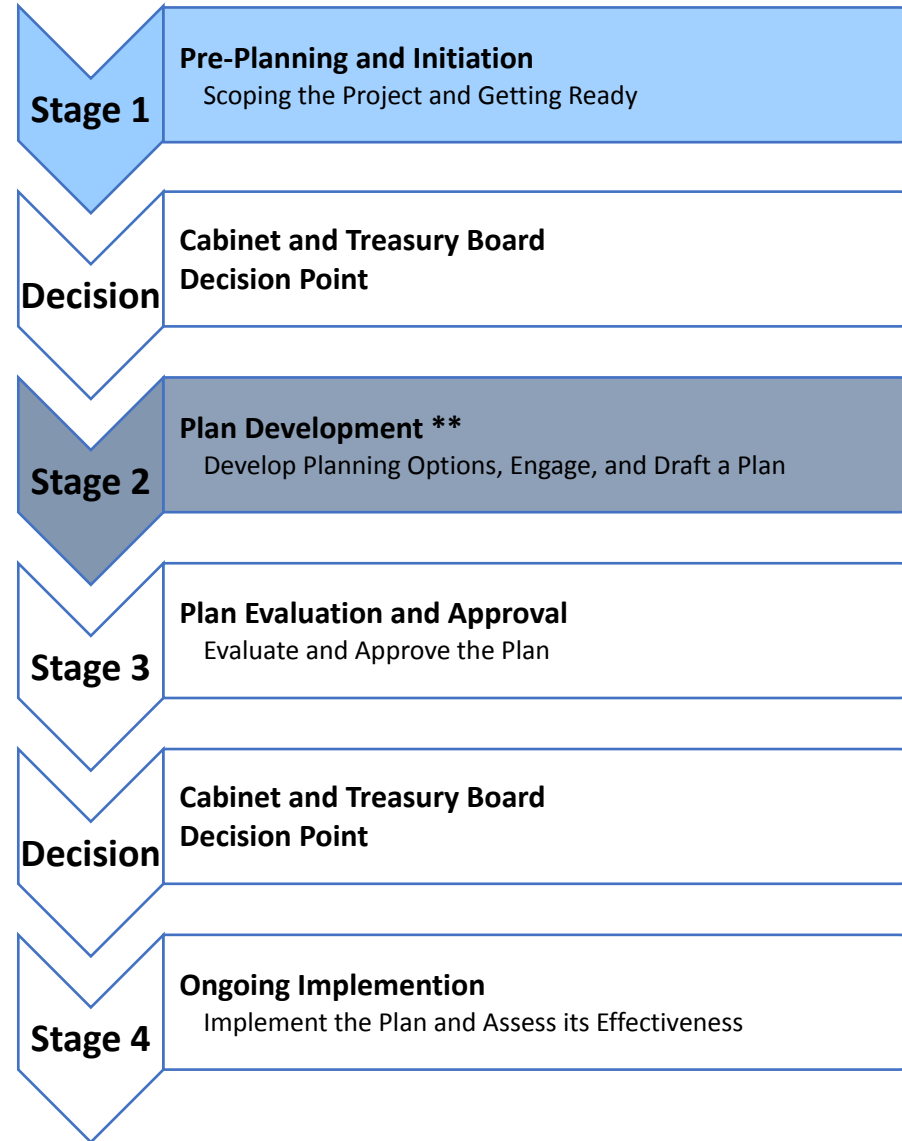 Stage 1
Pre-Planning and Initiation
Scoping the Project and Getting Ready
Decision
Cabinet and Treasury Board
Decision Point
Stage 2
Plan Development **
Develop Planning Options, Engage, and Draft a Plan
Stage 3
Plan Evaluation and Approval
Evaluate and Approve the Plan
Decision
Cabinet and Treasury Board
Decision Point
Stage 4
Ongoing Implemention
Implement the Plan and Assess its Effectiveness